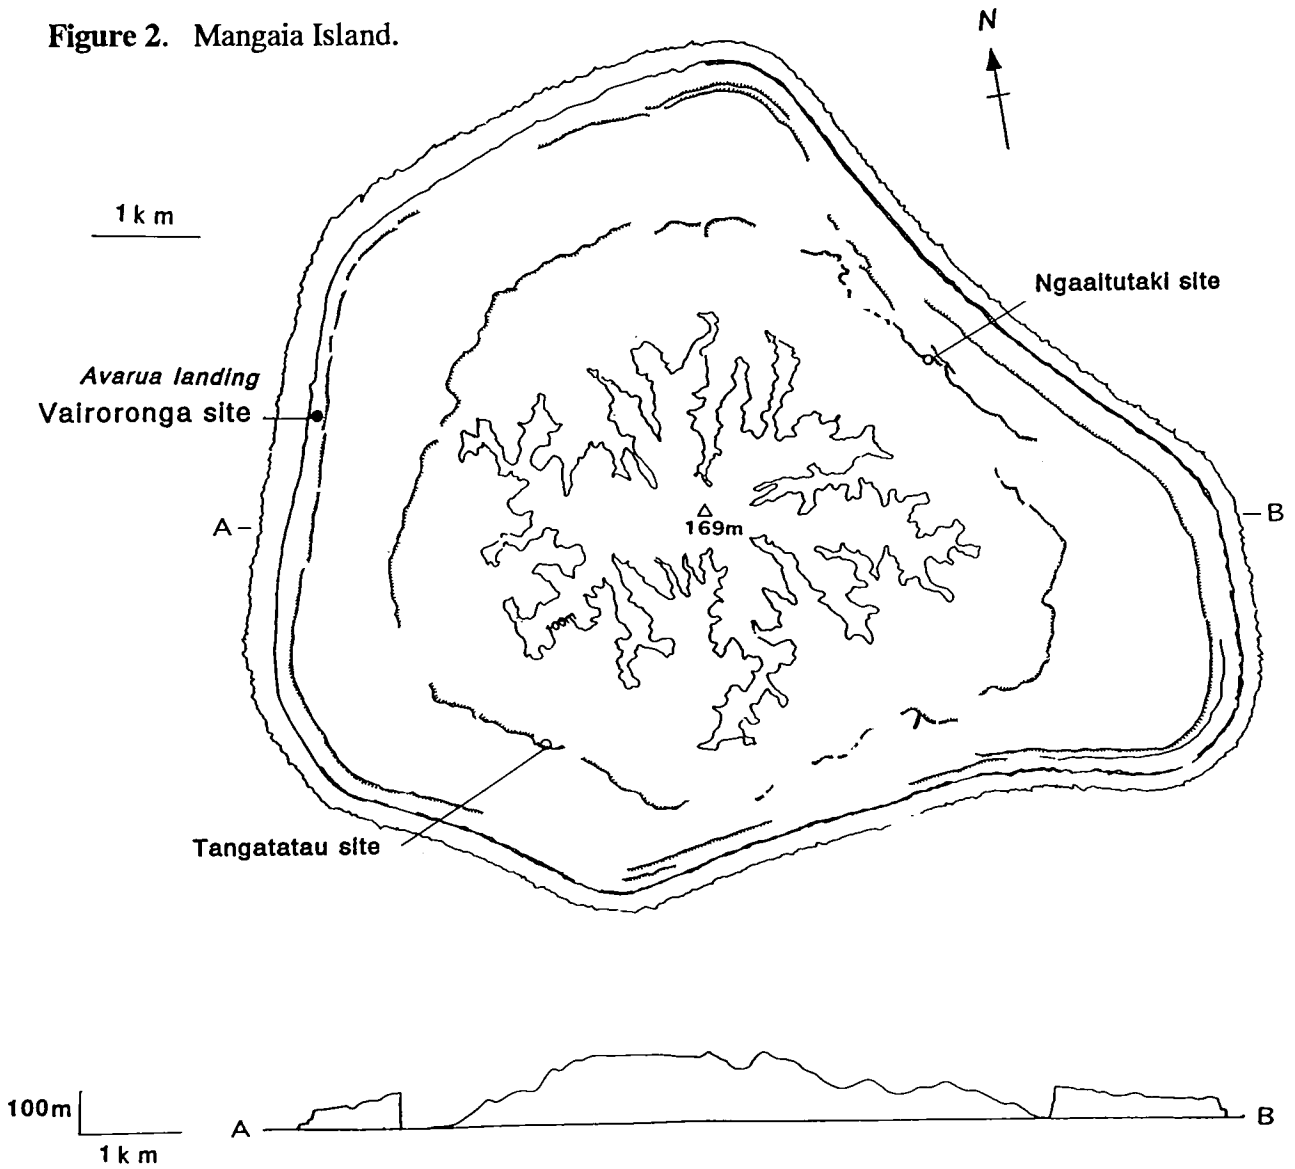 Figure 2. Mangaia Island.
N
1 km
Ngaaitutaki site
Avarua landing
Vairoronga site
A
B
169m
100m
Tangatatau site
100m
A
B
1 km